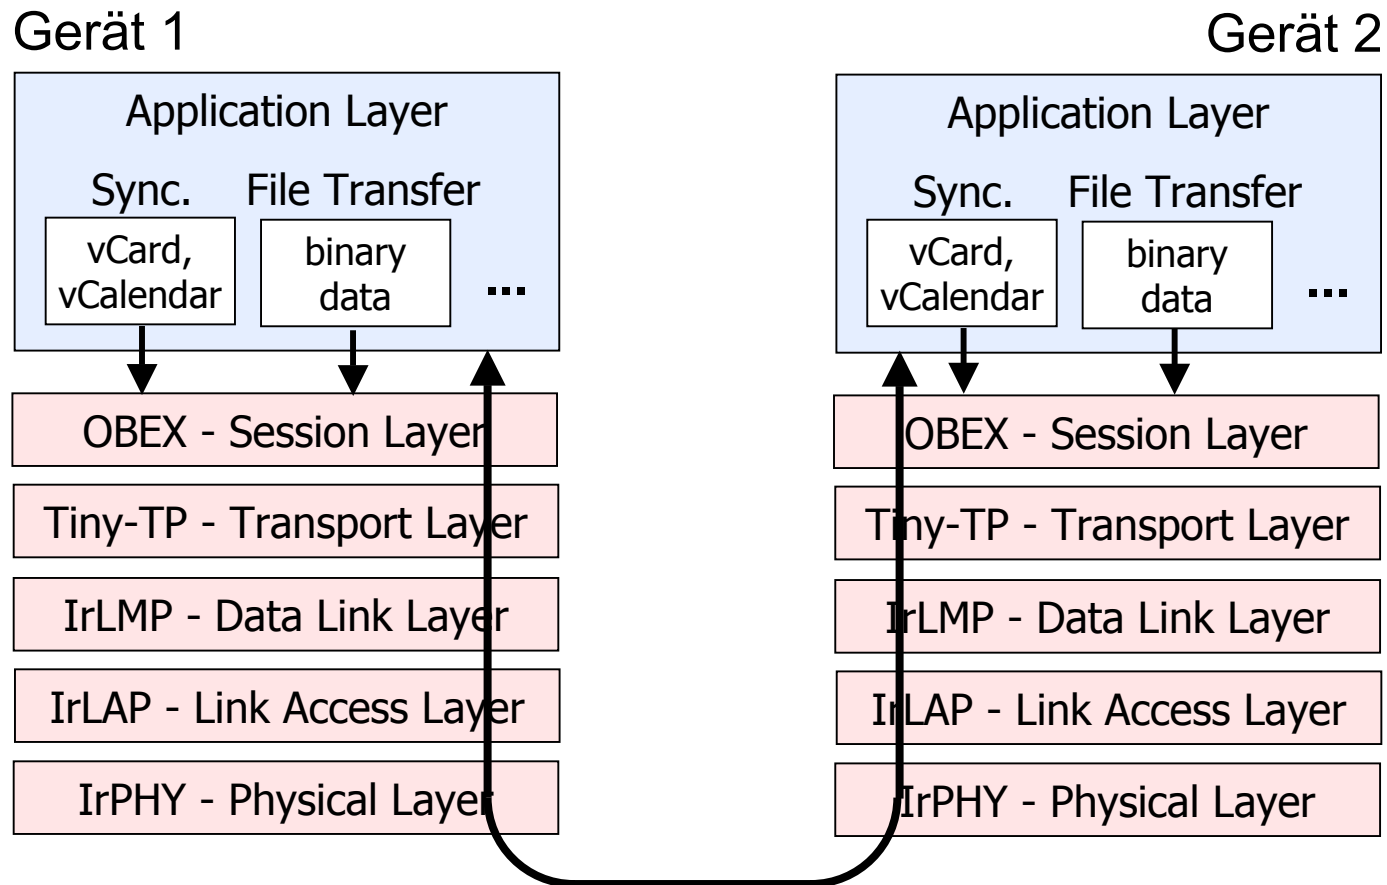 Gerät 1
Application Layer
Sync. File Transfer
vCard,
vCalendar
binary
data
...
OBEX - Session Layer
Tiny-TP - Transport Layer
IrLMP - Data Link Layer
IrLAP - Link Access Layer
IrPHY - Physical Layer
Gerät 2
Application Layer
Sync. File Transfer
vCard,
vCalendar
binary
data
...
OBEX - Session Layer
Tiny-TP - Transport Layer
IrLMP - Data Link Layer
IrLAP - Link Access Layer
IrPHY - Physical Layer